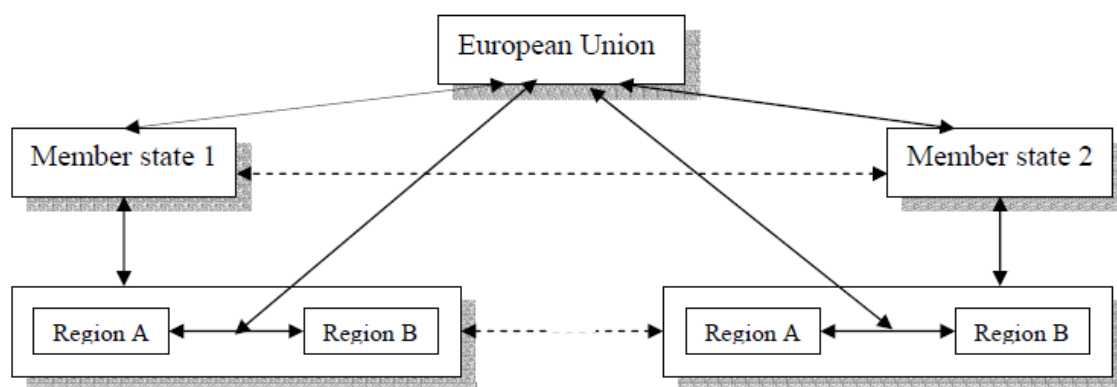 European Union
Member state 1
Member state 2
Region A
Region B
Region A
Region B